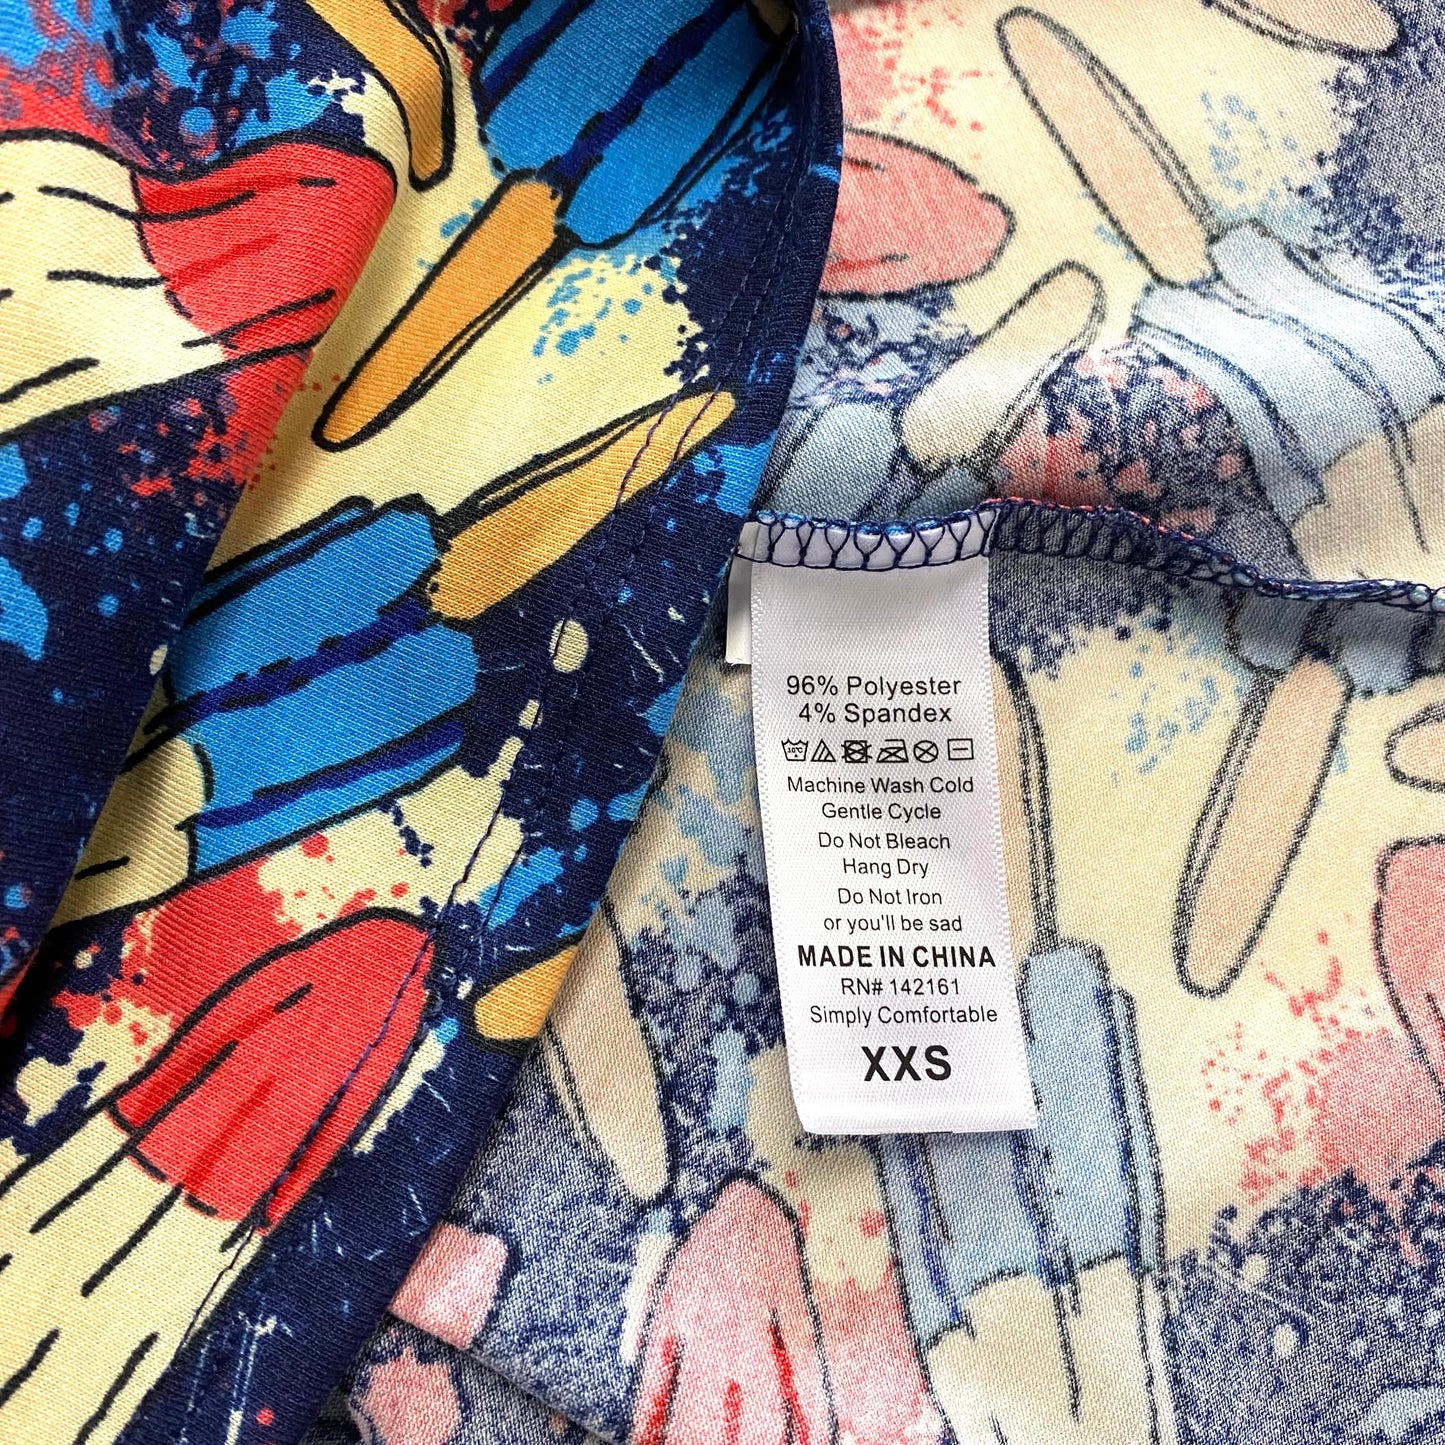 96% Polyester
4% Spandex
Machine Wash Cold
Gentle Cycle
Do Not Bleach
Hang Dry
Do Not Iron
or you'll be sad
MADE IN CHINA
RN# 142161
Simply Comfortable
XXS